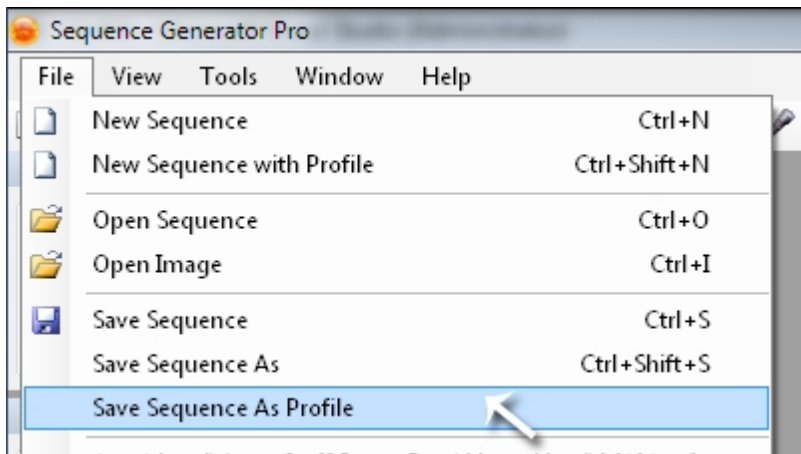 Sequence Generator Pro
File View Tools Window Help
New Sequence Ctrl+N
New Sequence with Profile Ctrl+Shift+N
Open Sequence Ctrl+O
Open Image Ctrl+I
Save Sequence Ctrl+S
Save Sequence As Ctrl+Shift+S
Save Sequence As Profile